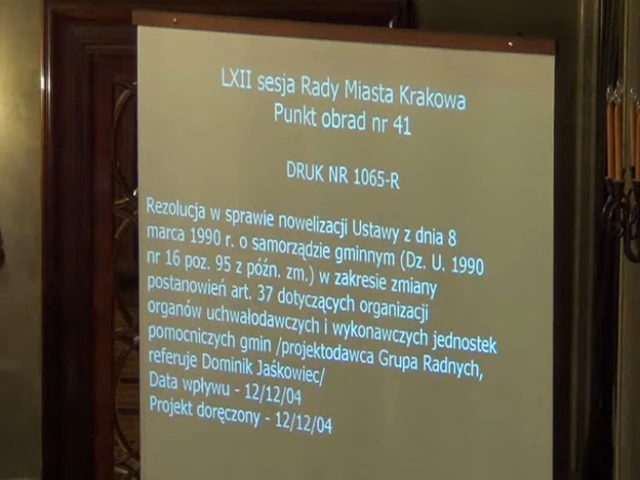 LXII sesja Rady Miasta Krakowa
Punkt obrad nr 41
DRUK NR 1065-R
Rezolucja w sprawie nowelizacji Ustawy z dnia 8
marca 1990 r. o samorządzie gminnym (Dz. U. 1990
nr 16 poz. 95 z późn. zm.) w zakresie zmiany
postanowień art. 37 dotyczących organizacji
organów uchwałodawczych i wykonawczych jednostek
pomocniczych gmin /projektodawca Grupa Radnych,
referuje Dominik Jaśkowiec/
Data wpływu - 12/12/04
Projekt doręczony - 12/12/04